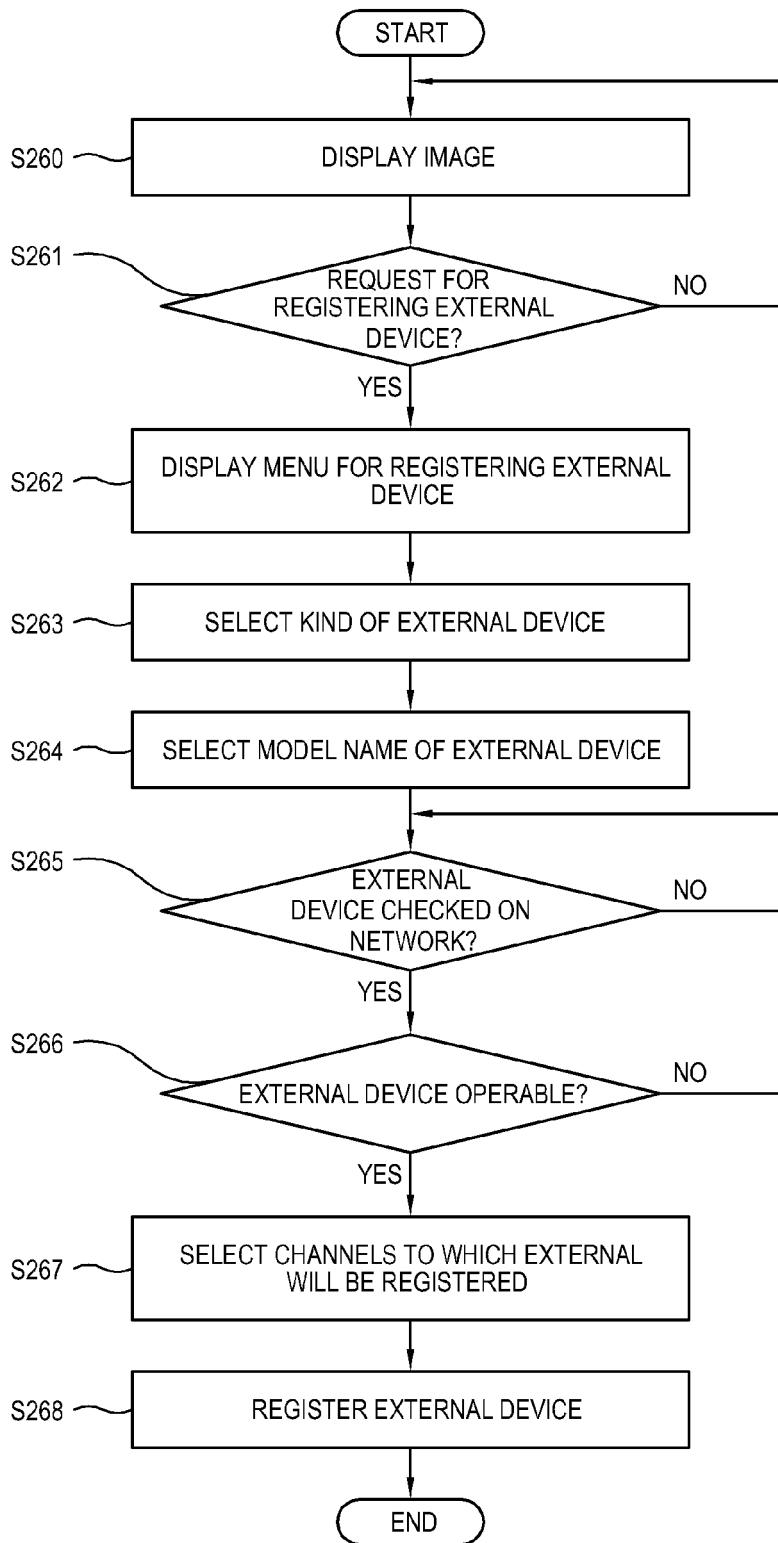 START
S260
DISPLAY IMAGE
S261
REQUEST FOR
REGISTERING EXTERNAL
DEVICE?
NO
YES
S262
DISPLAY MENU FOR REGISTERING EXTERNAL
DEVICE
S263
SELECT KIND OF EXTERNAL DEVICE
S264
SELECT MODEL NAME OF EXTERNAL DEVICE
S265
EXTERNAL
DEVICE CHECKED ON
NETWORK?
NO
YES
S266
EXTERNAL DEVICE OPERABLE?
NO
YES
S267
SELECT CHANNELS TO WHICH EXTERNAL
WILL BE REGISTERED
S268
REGISTER EXTERNAL DEVICE
END